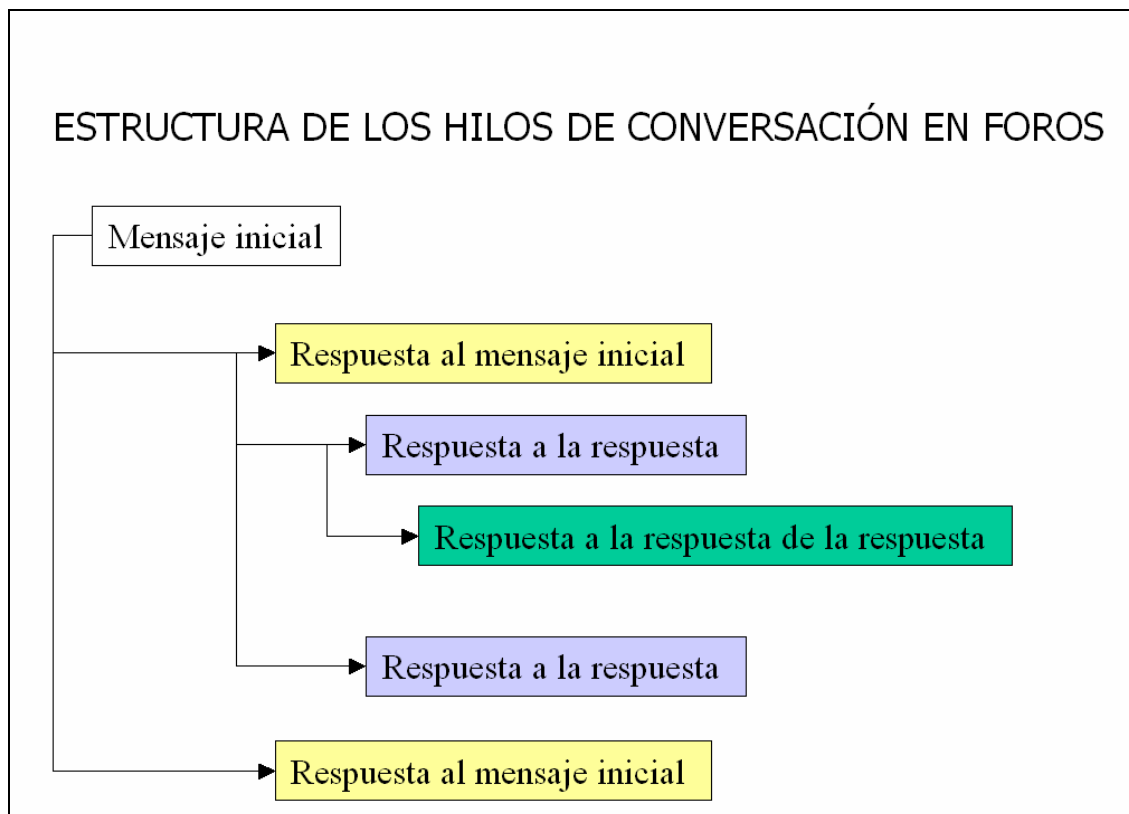 ESTRUCTURA DE LOS HILOS DE CONVERSACIÓN EN FOROS
Mensaje inicial
Respuesta al mensaje inicial
Respuesta a la respuesta
Respuesta a la respuesta de la respuesta
Respuesta a la respuesta
Respuesta al mensaje inicial